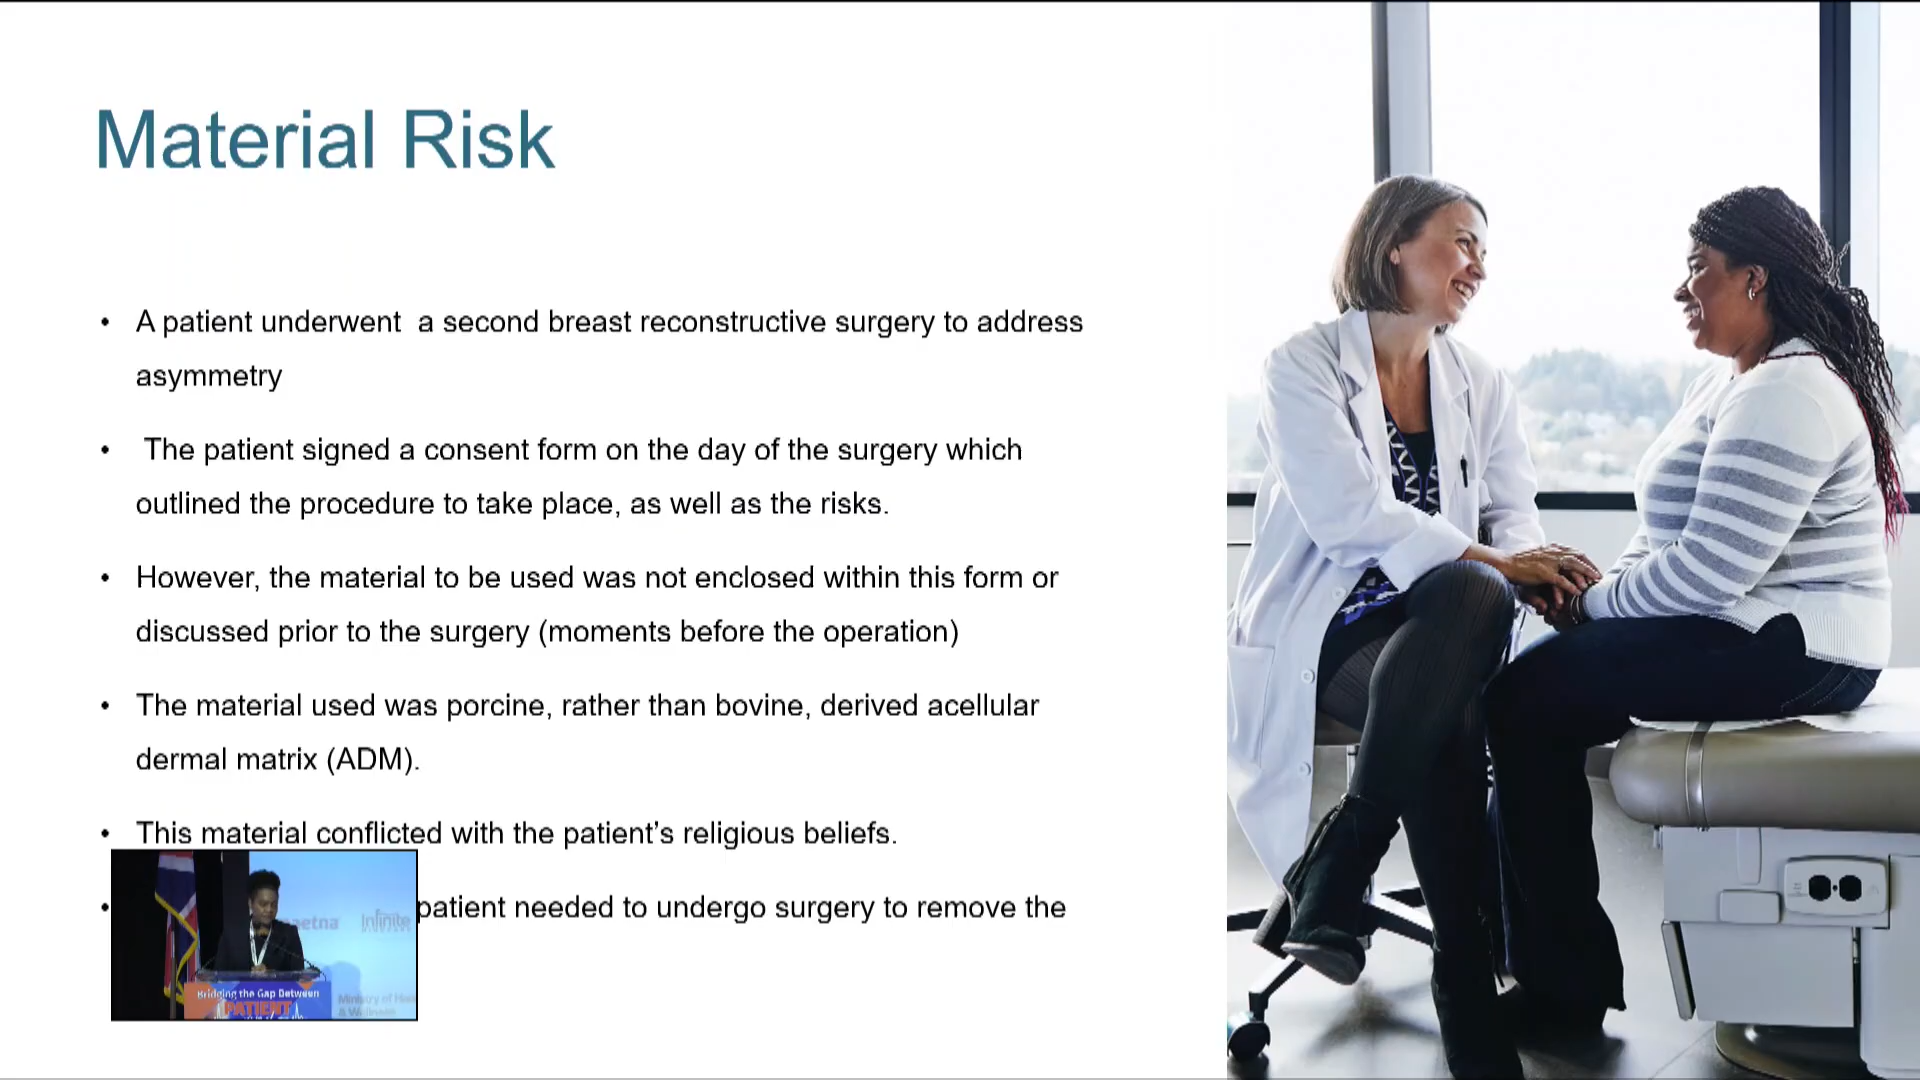 Material Risk
• A patient underwent a second breast reconstructive surgery to address
asymmetry
• The patient signed a consent form on the day of the surgery which
outlined the procedure to take place, as well as the risks.
• However, the material to be used was not enclosed within this form or
discussed prior to the surgery (moments before the operation)
• The material used was porcine, rather than bovine, derived acellular
dermal matrix (ADM).
• This material conflicted with the patient’s religious beliefs.
• patient needed to undergo surgery to remove the
aetna Infinite
Bridging the Gap Between
PATIENT
Ministry of